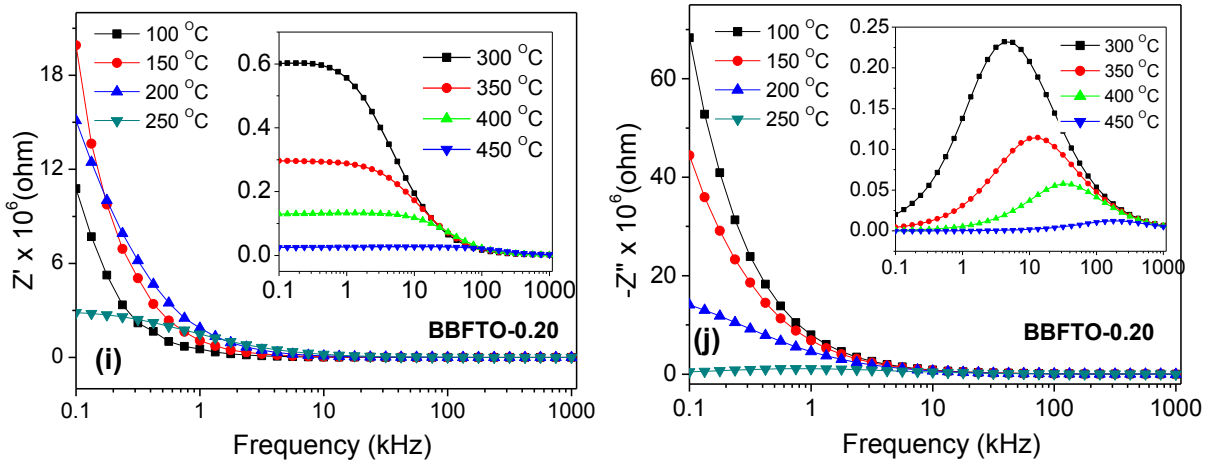 Z' x 10^6(ohm)
18
12
6
0
100 °C
150 °C
200 °C
250 °C
0.6
0.4
0.2
0.0
300 °C
350 °C
400 °C
450 °C
0.1 1 10 100 1000
BBFTO-0.20
(i)
0.1 1 10 100 1000
Frequency (kHz)
-Z" x 10^6(ohm)
60
40
20
0
100 °C
150 °C
200 °C
250 °C
0.25
0.20
0.15
0.10
0.05
0.00
300 °C
350 °C
400 °C
450 °C
0.1 1 10 100 1000
BBFTO-0.20
(j)
0.1 1 10 100 1000
Frequency (kHz)